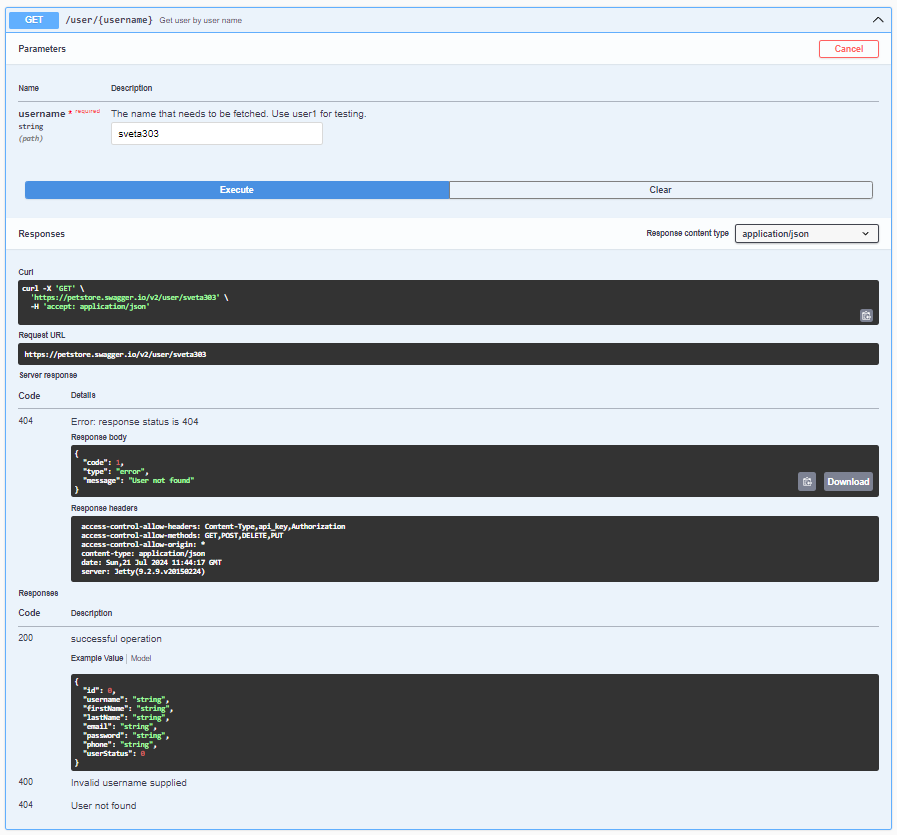 GET /user/{username} Get user by user name
Parameters
Cancel
Name Description
username * required The name that needs to be fetched. Use user1 for testing.
string
(path)
sveta303
Execute Clear
Responses
Response content type application/json
Curl
curl -X 'GET' \
'https://petstore.swagger.io/v2/user/sveta303' \
-H 'accept: application/json'
Request URL
https://petstore.swagger.io/v2/user/sveta303
Server response
Code Details
404 Error: response status is 404
Response body
{
"code": 1,
"type": "error",
"message": "User not found"
}
Download
Response headers
access-control-allow-headers: Content-Type,api_key,Authorization
access-control-allow-methods: GET,POST,DELETE,PUT
access-control-allow-origin: *
content-type: application/json
date: Sun,21 Jul 2024 11:44:17 GMT
server: Jetty(9.2.9.v20150224)
Responses
Code Description
200 successful operation
Example Value | Model
{
"id": 0,
"username": "string",
"firstName": "string",
"lastName": "string",
"email": "string",
"password": "string",
"phone": "string",
"userStatus": 0
}
400 Invalid username supplied
404 User not found